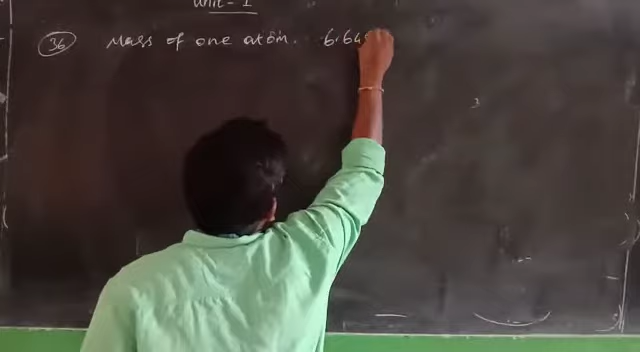 Unit - I
36 Mass of one atom. 6.64